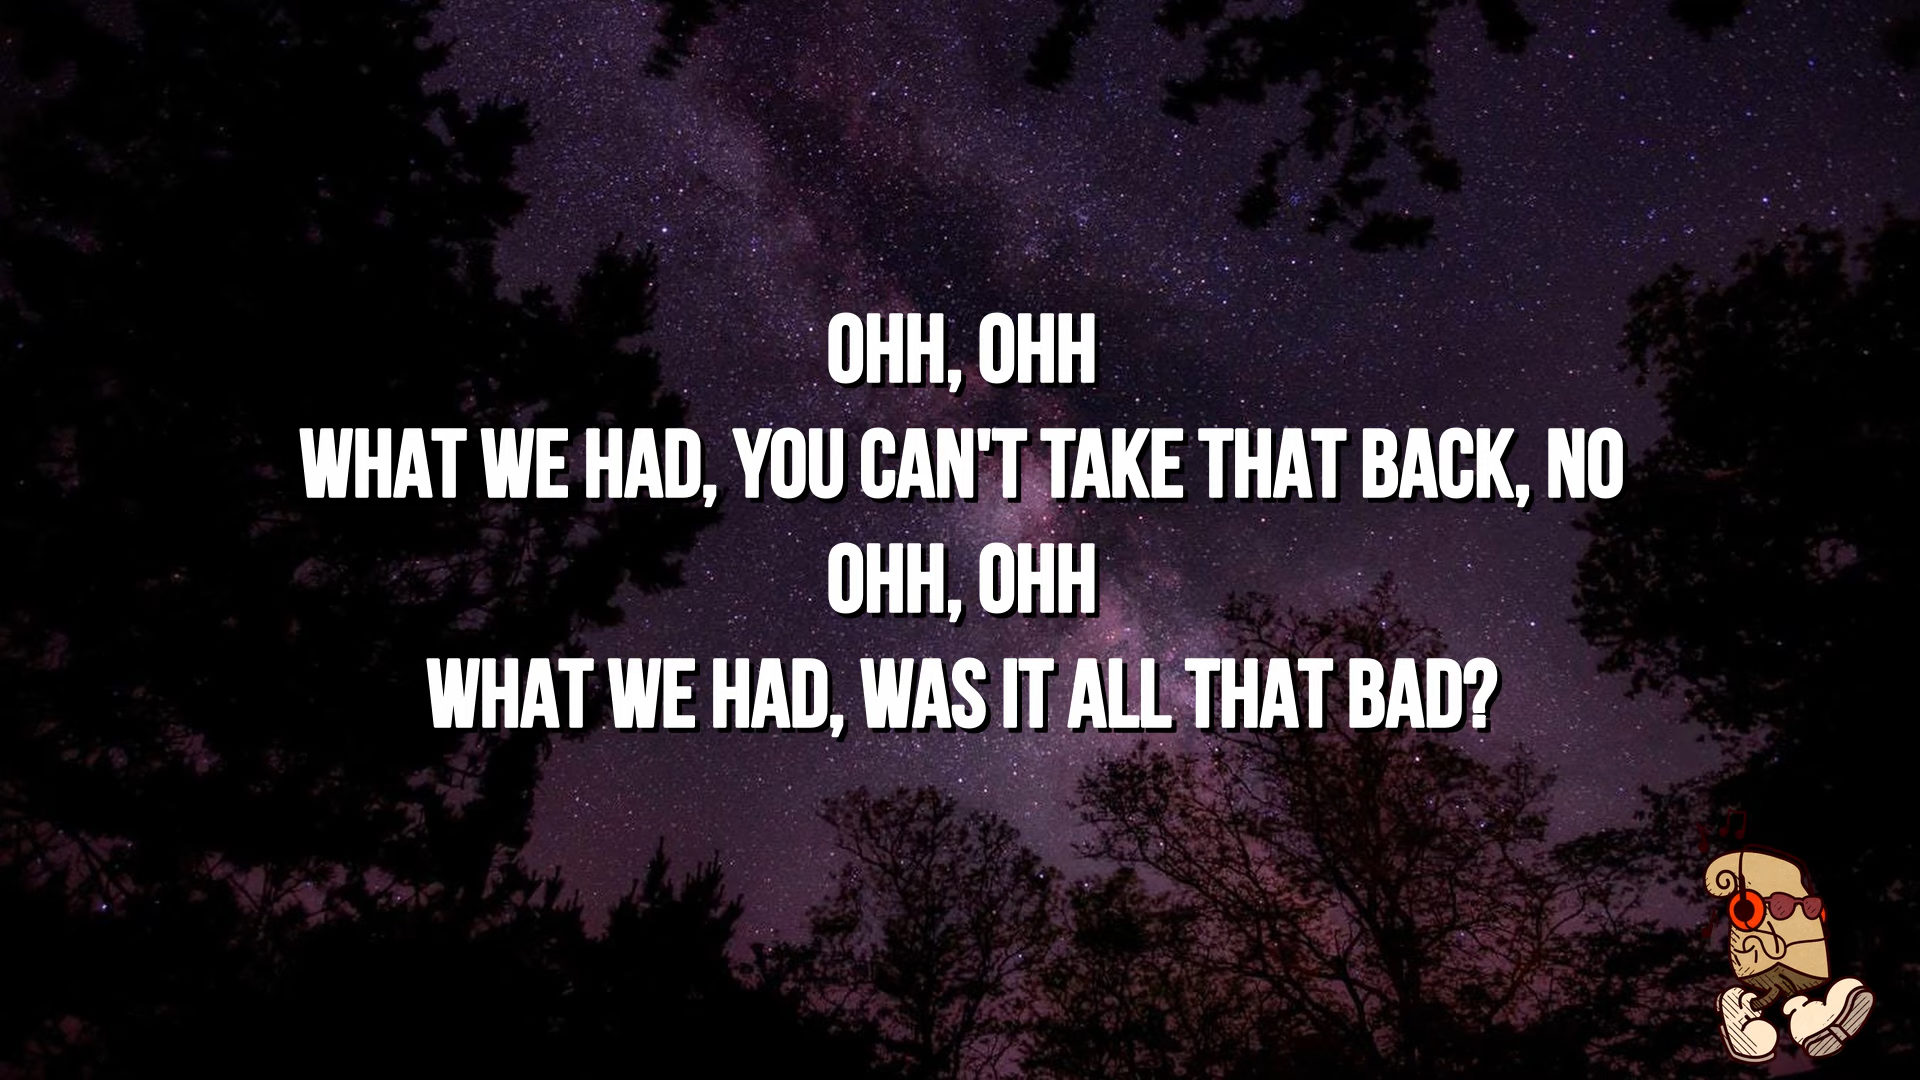 OHH, OHH
WHAT WE HAD, YOU CAN'T TAKE THAT BACK, NO
OHH, OHH
WHAT WE HAD, WAS IT ALL THAT BAD?